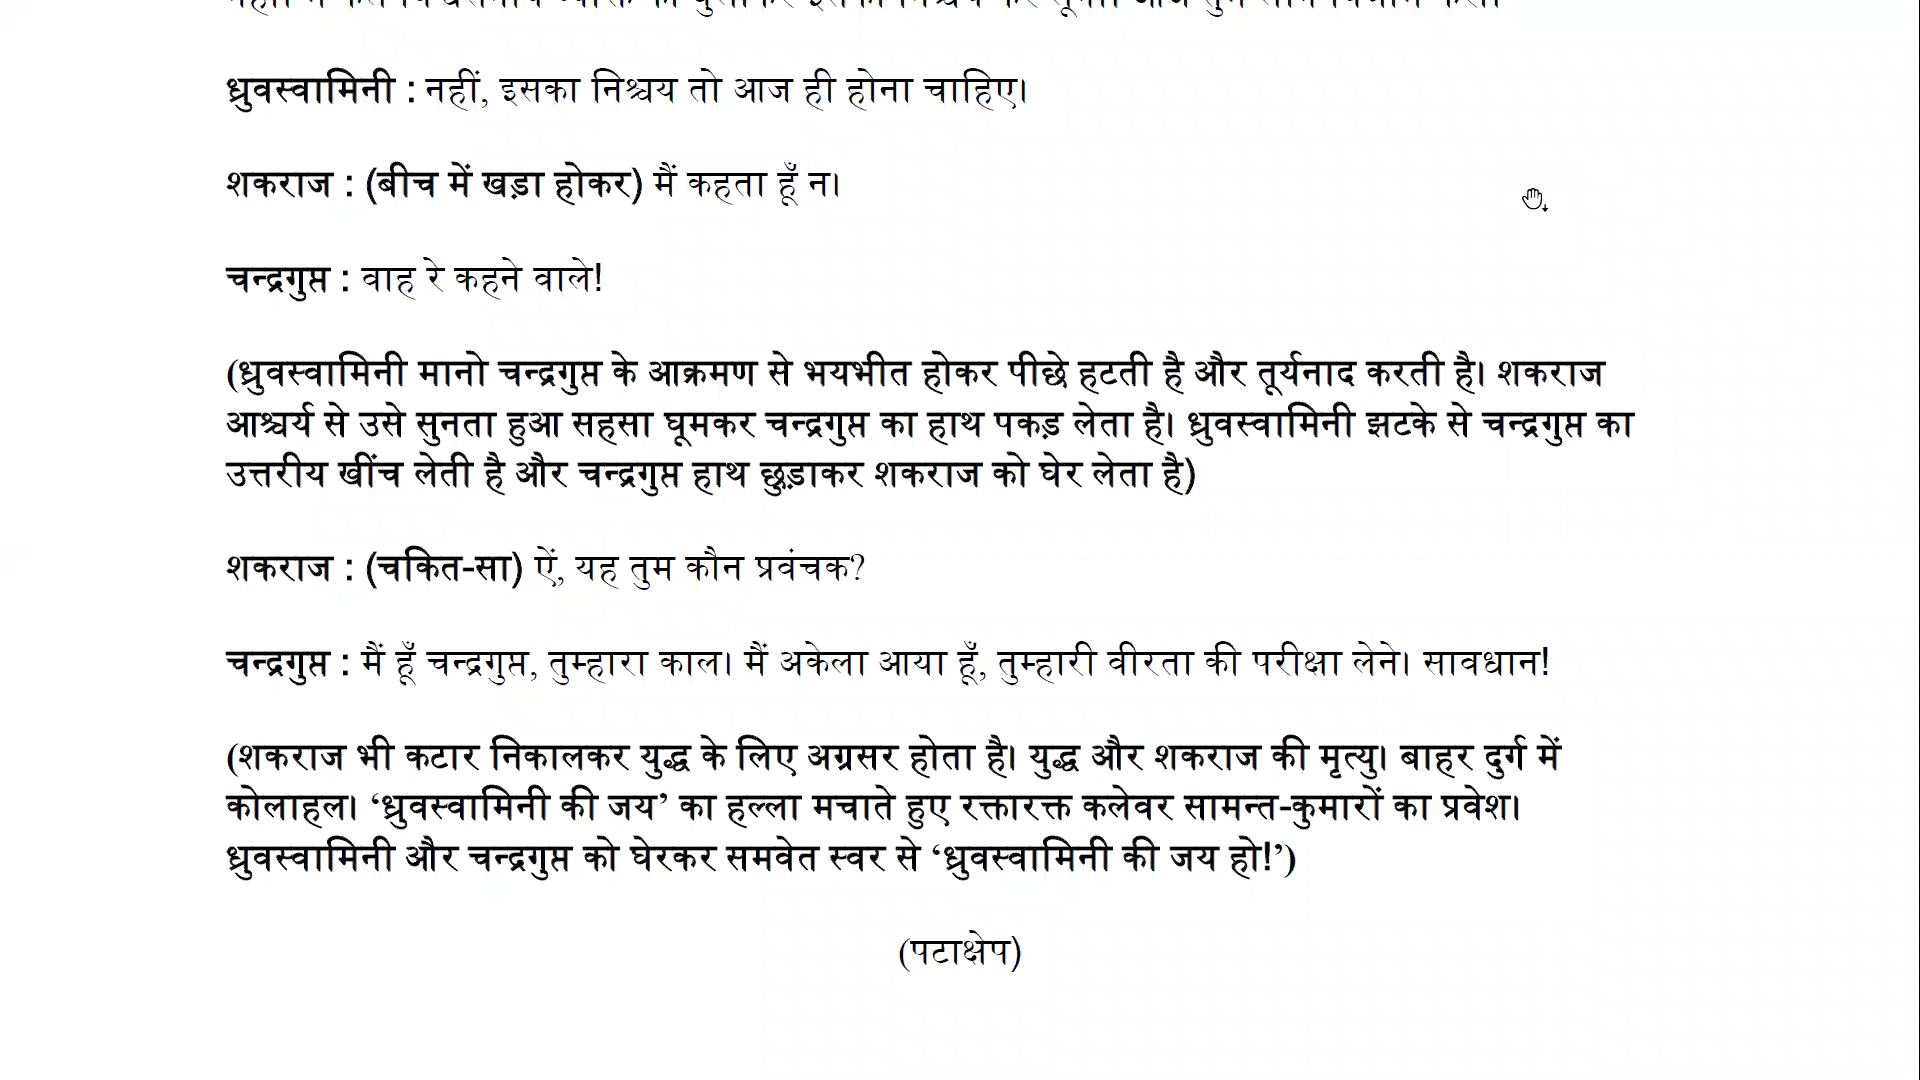 ध्रुवस्वामिनी : नहीं, इसका निश्चय तो आज ही होना चाहिए।
शकराज : (बीच में खड़ा होकर) मैं कहता हूँ न।
चन्द्रगुप्त : वाह रे कहने वाले!
(ध्रुवस्वामिनी मानो चन्द्रगुप्त के आक्रमण से भयभीत होकर पीछे हटती है और तूर्यनाद करती है। शकराज
आश्चर्य से उसे सुनता हुआ सहसा घूमकर चन्द्रगुप्त का हाथ पकड़ लेता है। ध्रुवस्वामिनी झटके से चन्द्रगुप्त का
उत्तरीय खींच लेती है और चन्द्रगुप्त हाथ छुड़ाकर शकराज को घेर लेता है)
शकराज : (चकित-सा) ऐं, यह तुम कौन प्रवंचक?
चन्द्रगुप्त : मैं हूँ चन्द्रगुप्त, तुम्हारा काल। मैं अकेला आया हूँ, तुम्हारी वीरता की परीक्षा लेने। सावधान!
(शकराज भी कटार निकालकर युद्ध के लिए अग्रसर होता है। युद्ध और शकराज की मृत्यु। बाहर दुर्ग में
कोलाहल। ‘ध्रुवस्वामिनी की जय’ का हल्ला मचाते हुए रक्तारक्त कलेवर सामन्त-कुमारों का प्रवेश।
ध्रुवस्वामिनी और चन्द्रगुप्त को घेरकर समवेत स्वर से ‘ध्रुवस्वामिनी की जय हो!’)
(पटाक्षेप)